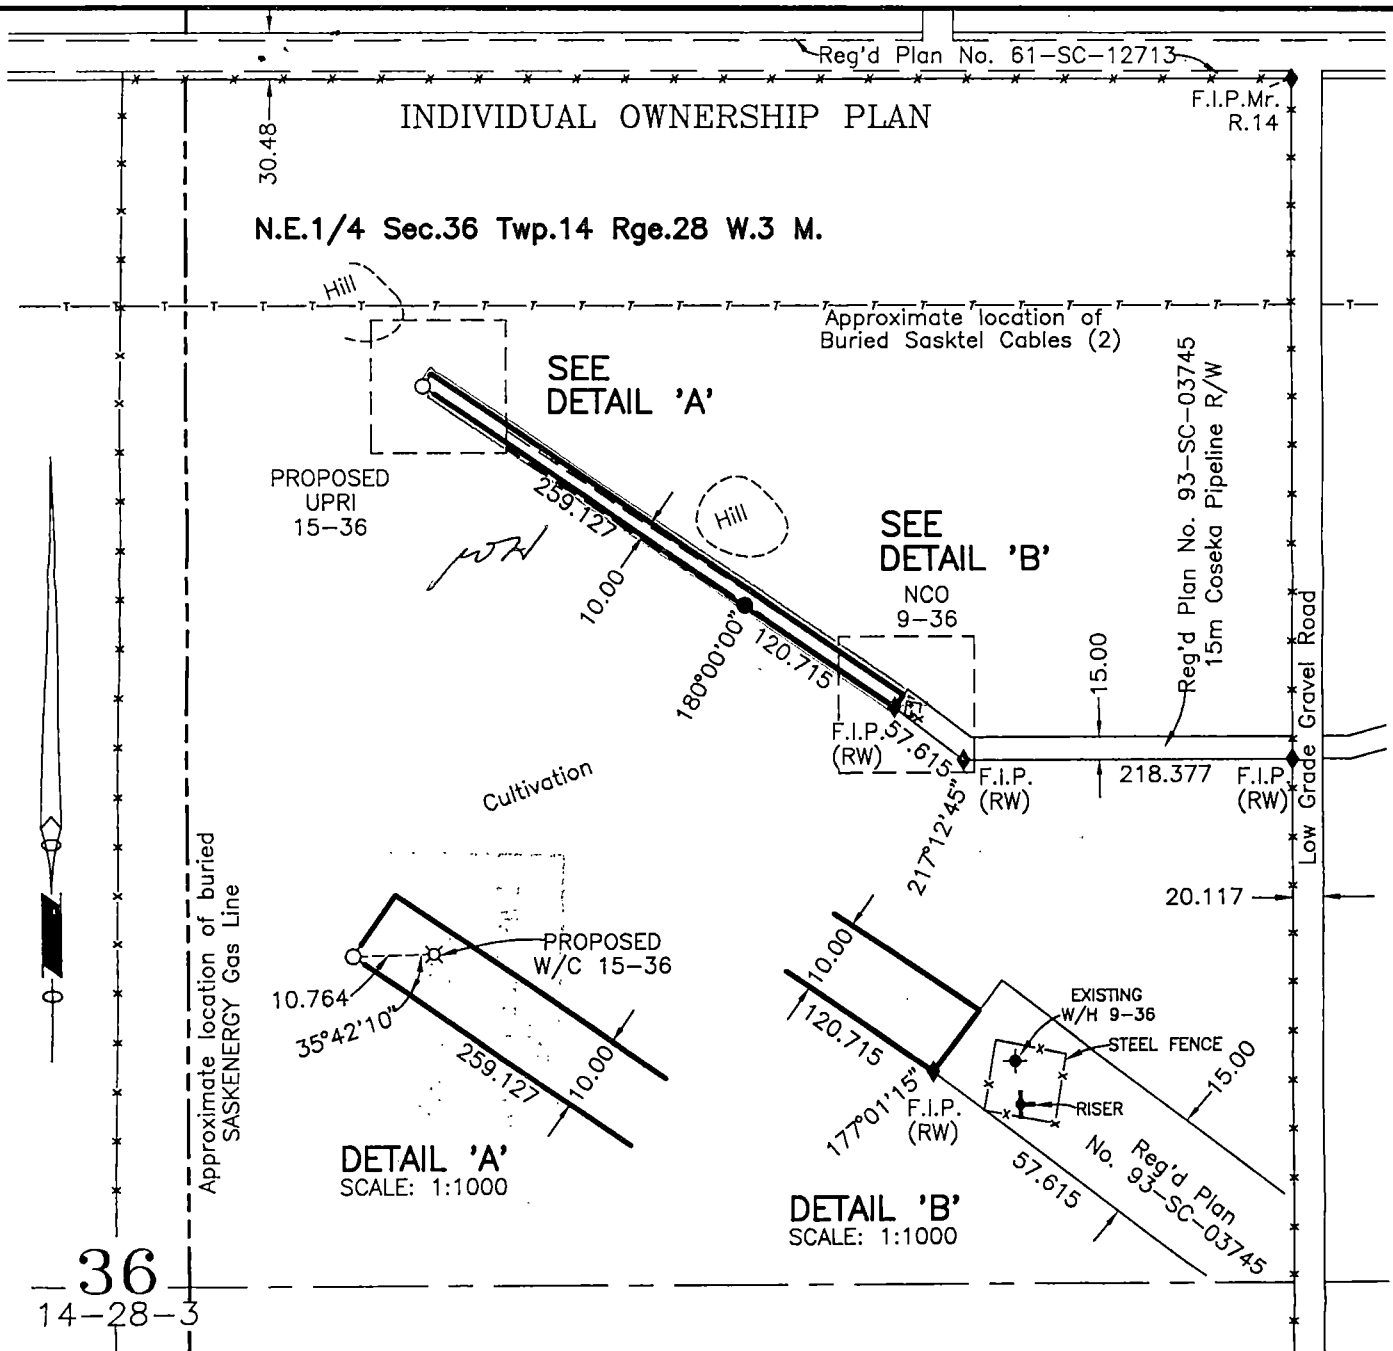 Reg'd Plan No. 61-SC-12713
F.I.P.Mr.
R.14
INDIVIDUAL OWNERSHIP PLAN
30.48
N.E.1/4 Sec.36 Twp.14 Rge.28 W.3 M.
Hill
T T T T T T T T T T T T T T T T T T T T T T T
Approximate location of
Buried Sasktel Cables (2)
SEE
DETAIL 'A'
Reg'd Plan No. 93-SC-03745
15m Coseka Pipeline R/W
PROPOSED
UPRI
15-36
259.127
10.00
Hill
SEE
DETAIL 'B'
NCO
9-36
180°00'00"
120.715
F.I.P.
(RW)
57.615
15.00
F.I.P.
(RW)
218.377
F.I.P.
(RW)
217°12'45"
Low Grade Gravel Road
20.117
Cultivation
Approximate location of buried
SASKENERGY Gas Line
PROPOSED
W/C 15-36
10.764
35°42'10"
259.127
10.00
DETAIL 'A'
SCALE: 1:1000
10.00
120.715
177°01'15"
F.I.P.
(RW)
EXISTING
W/H 9-36
STEEL FENCE
RISER
15.00
57.615
Reg'd Plan
No. 93-SC-03745
DETAIL 'B'
SCALE: 1:1000
36
14-28-3